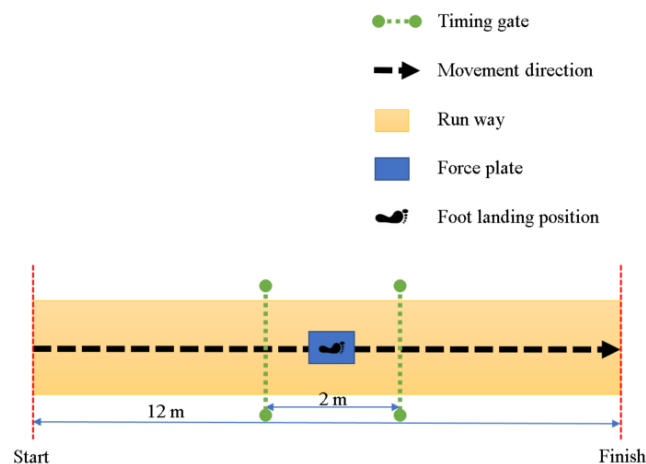 Timing gate
Movement direction
Run way
Force plate
Foot landing position
2 m
12 m
Start
Finish